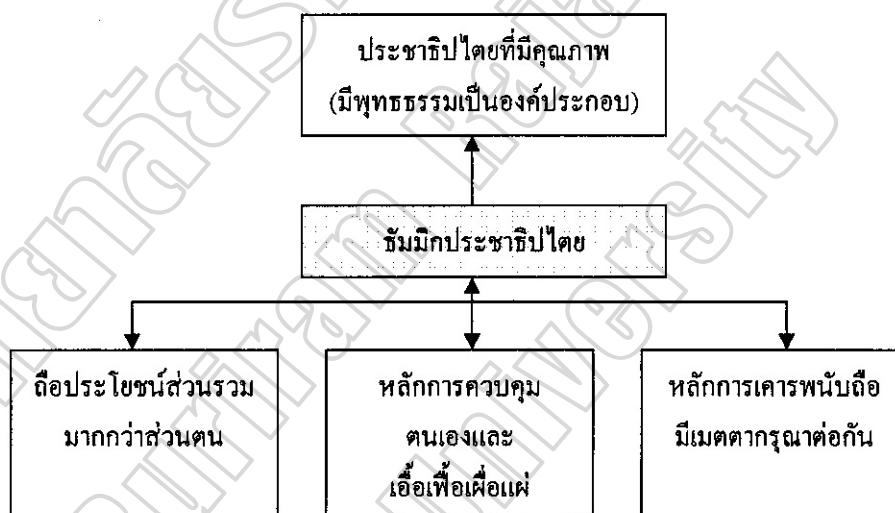 ประชาธิปไตยที่มีคุณภาพ
(มีพุทธธรรมเป็นองค์ประกอบ)
ธัมมิกประชาธิปไตย
ถือประโยชน์ส่วนรวม
มากกว่าส่วนตน
หลักการควบคุม
ตนเองและ
เอื้อเฟื้อเผื่อแผ่
หลักการเคารพนับถือ
มีเมตตากรุณาต่อกัน
University